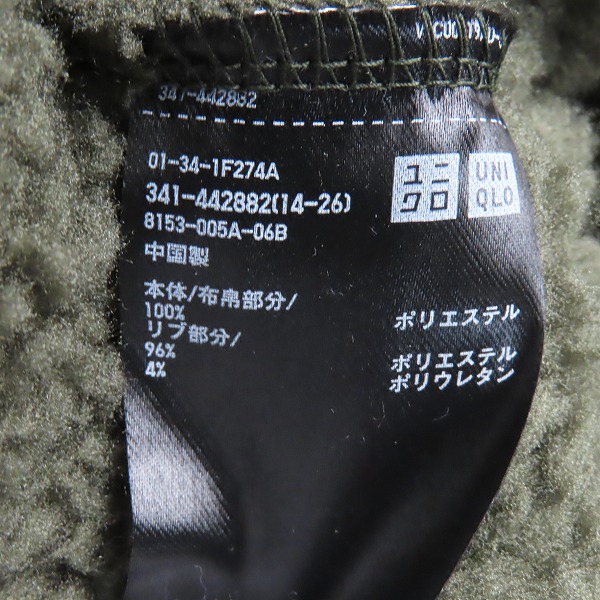 341-442882
01-34-1F274A
341-442882(14-26)
8153-005A-06B
中国製
ユニクロ
UNIQLO
本体/布帛部分/
100% ポリエステル
リブ部分/
96% ポリエステル
4% ポリウレタン